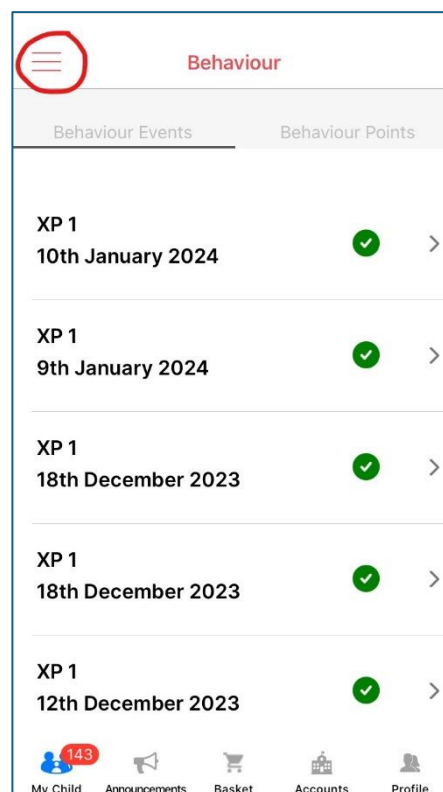 Behaviour
Behaviour Events Behaviour Points
XP 1
10th January 2024
XP 1
9th January 2024
XP 1
18th December 2023
XP 1
18th December 2023
XP 1
12th December 2023
143
My Child Announcements Basket Accounts Profile